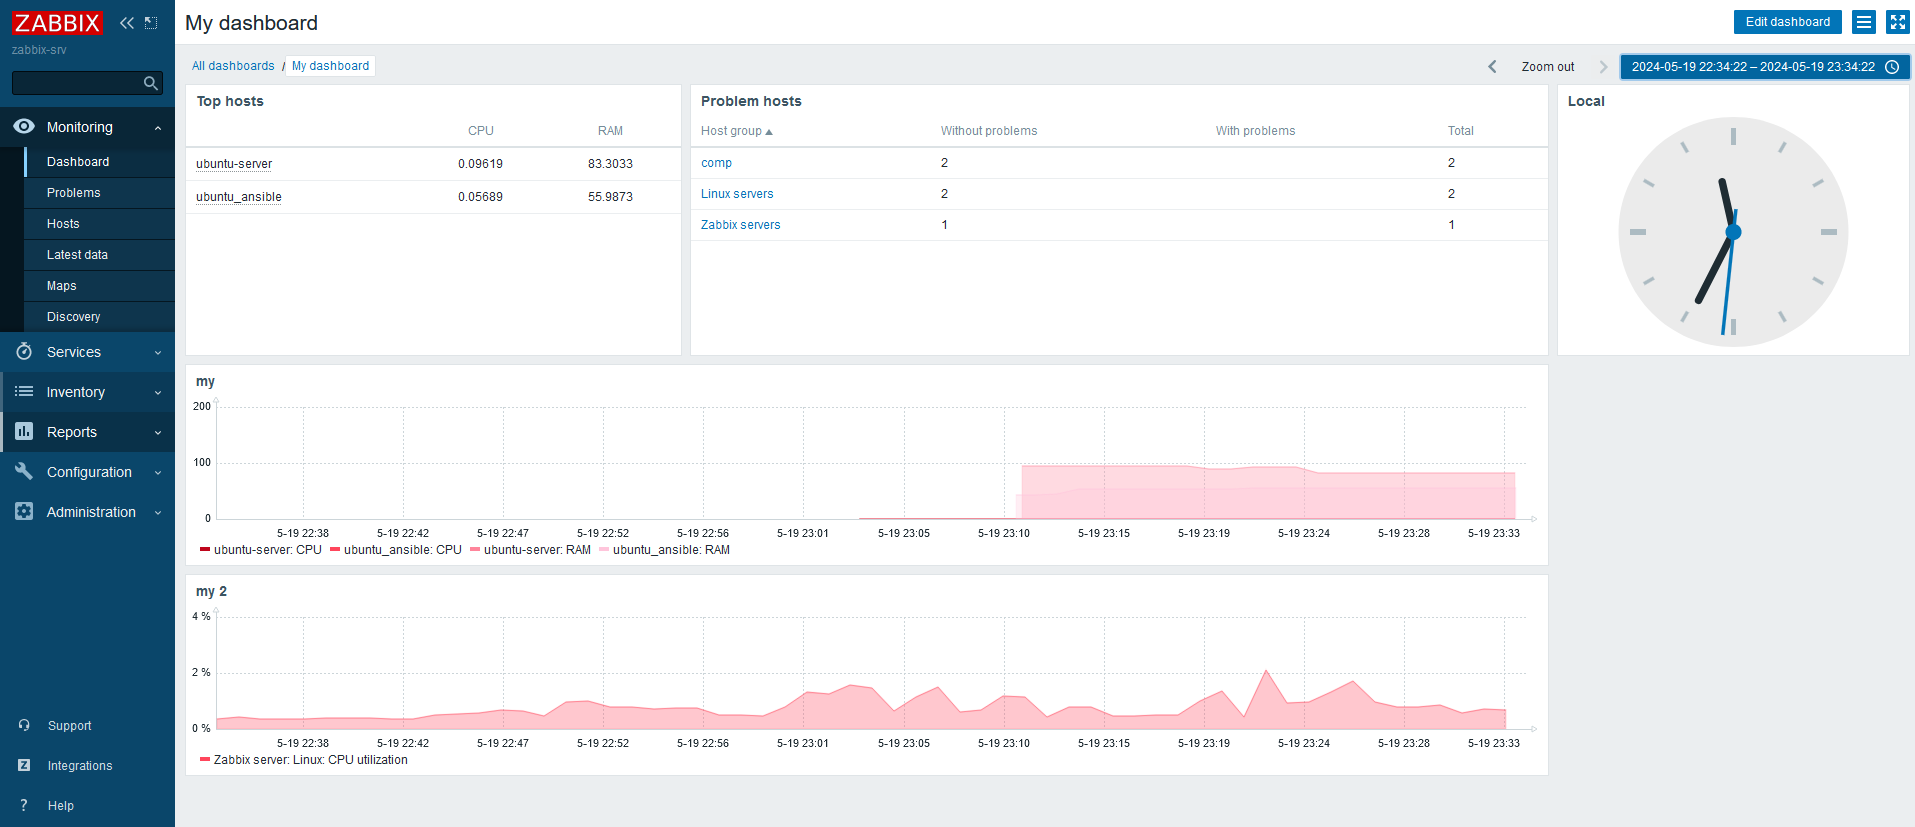 ZABBIX
zabbix-srv
Monitoring
Dashboard
Problems
Hosts
Latest data
Maps
Discovery
Services
Inventory
Reports
Configuration
Administration
Support
Integrations
Help
My dashboard
Edit dashboard
All dashboards / My dashboard
Zoom out
2024-05-19 22:34:22 – 2024-05-19 23:34:22
Top hosts
CPU RAM
ubuntu-server 0.09619 83.3033
ubuntu_ansible 0.05689 55.9873
Problem hosts
Host group Without problems With problems Total
comp 2 2
Linux servers 2 2
Zabbix servers 1 1
Local
my
200
100
0
5-19 22:38 5-19 22:42 5-19 22:47 5-19 22:52 5-19 22:56 5-19 23:01 5-19 23:05 5-19 23:10 5-19 23:15 5-19 23:19 5-19 23:24 5-19 23:28 5-19 23:33
ubuntu-server: CPU ubuntu_ansible: CPU ubuntu-server: RAM ubuntu_ansible: RAM
my 2
4 %
2 %
0 %
5-19 22:38 5-19 22:42 5-19 22:47 5-19 22:52 5-19 22:56 5-19 23:01 5-19 23:05 5-19 23:10 5-19 23:15 5-19 23:19 5-19 23:24 5-19 23:28 5-19 23:33
Zabbix server: Linux: CPU utilization